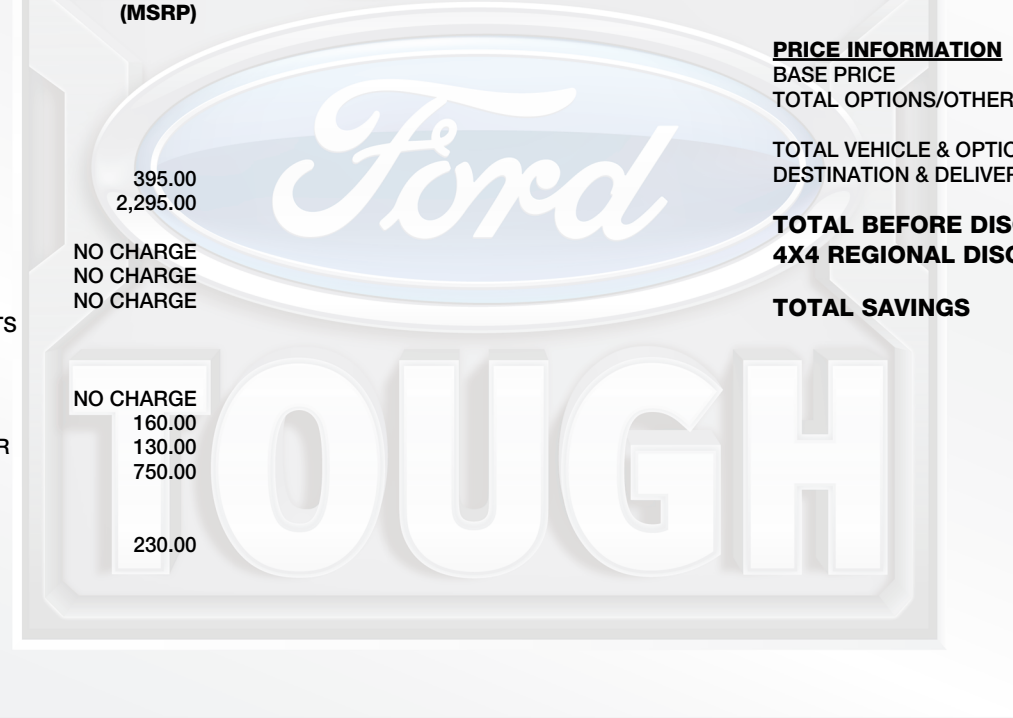 (MSRP)
395.00
2,295.00
NO CHARGE
NO CHARGE
NO CHARGE
TS
NO CHARGE
160.00
R
130.00
750.00
230.00
PRICE INFORMATION
BASE PRICE
TOTAL OPTIONS/OTHER
TOTAL VEHICLE & OPTIO
DESTINATION & DELIVER
TOTAL BEFORE DISC
4X4 REGIONAL DISC
TOTAL SAVINGS
Ford
TOUGH